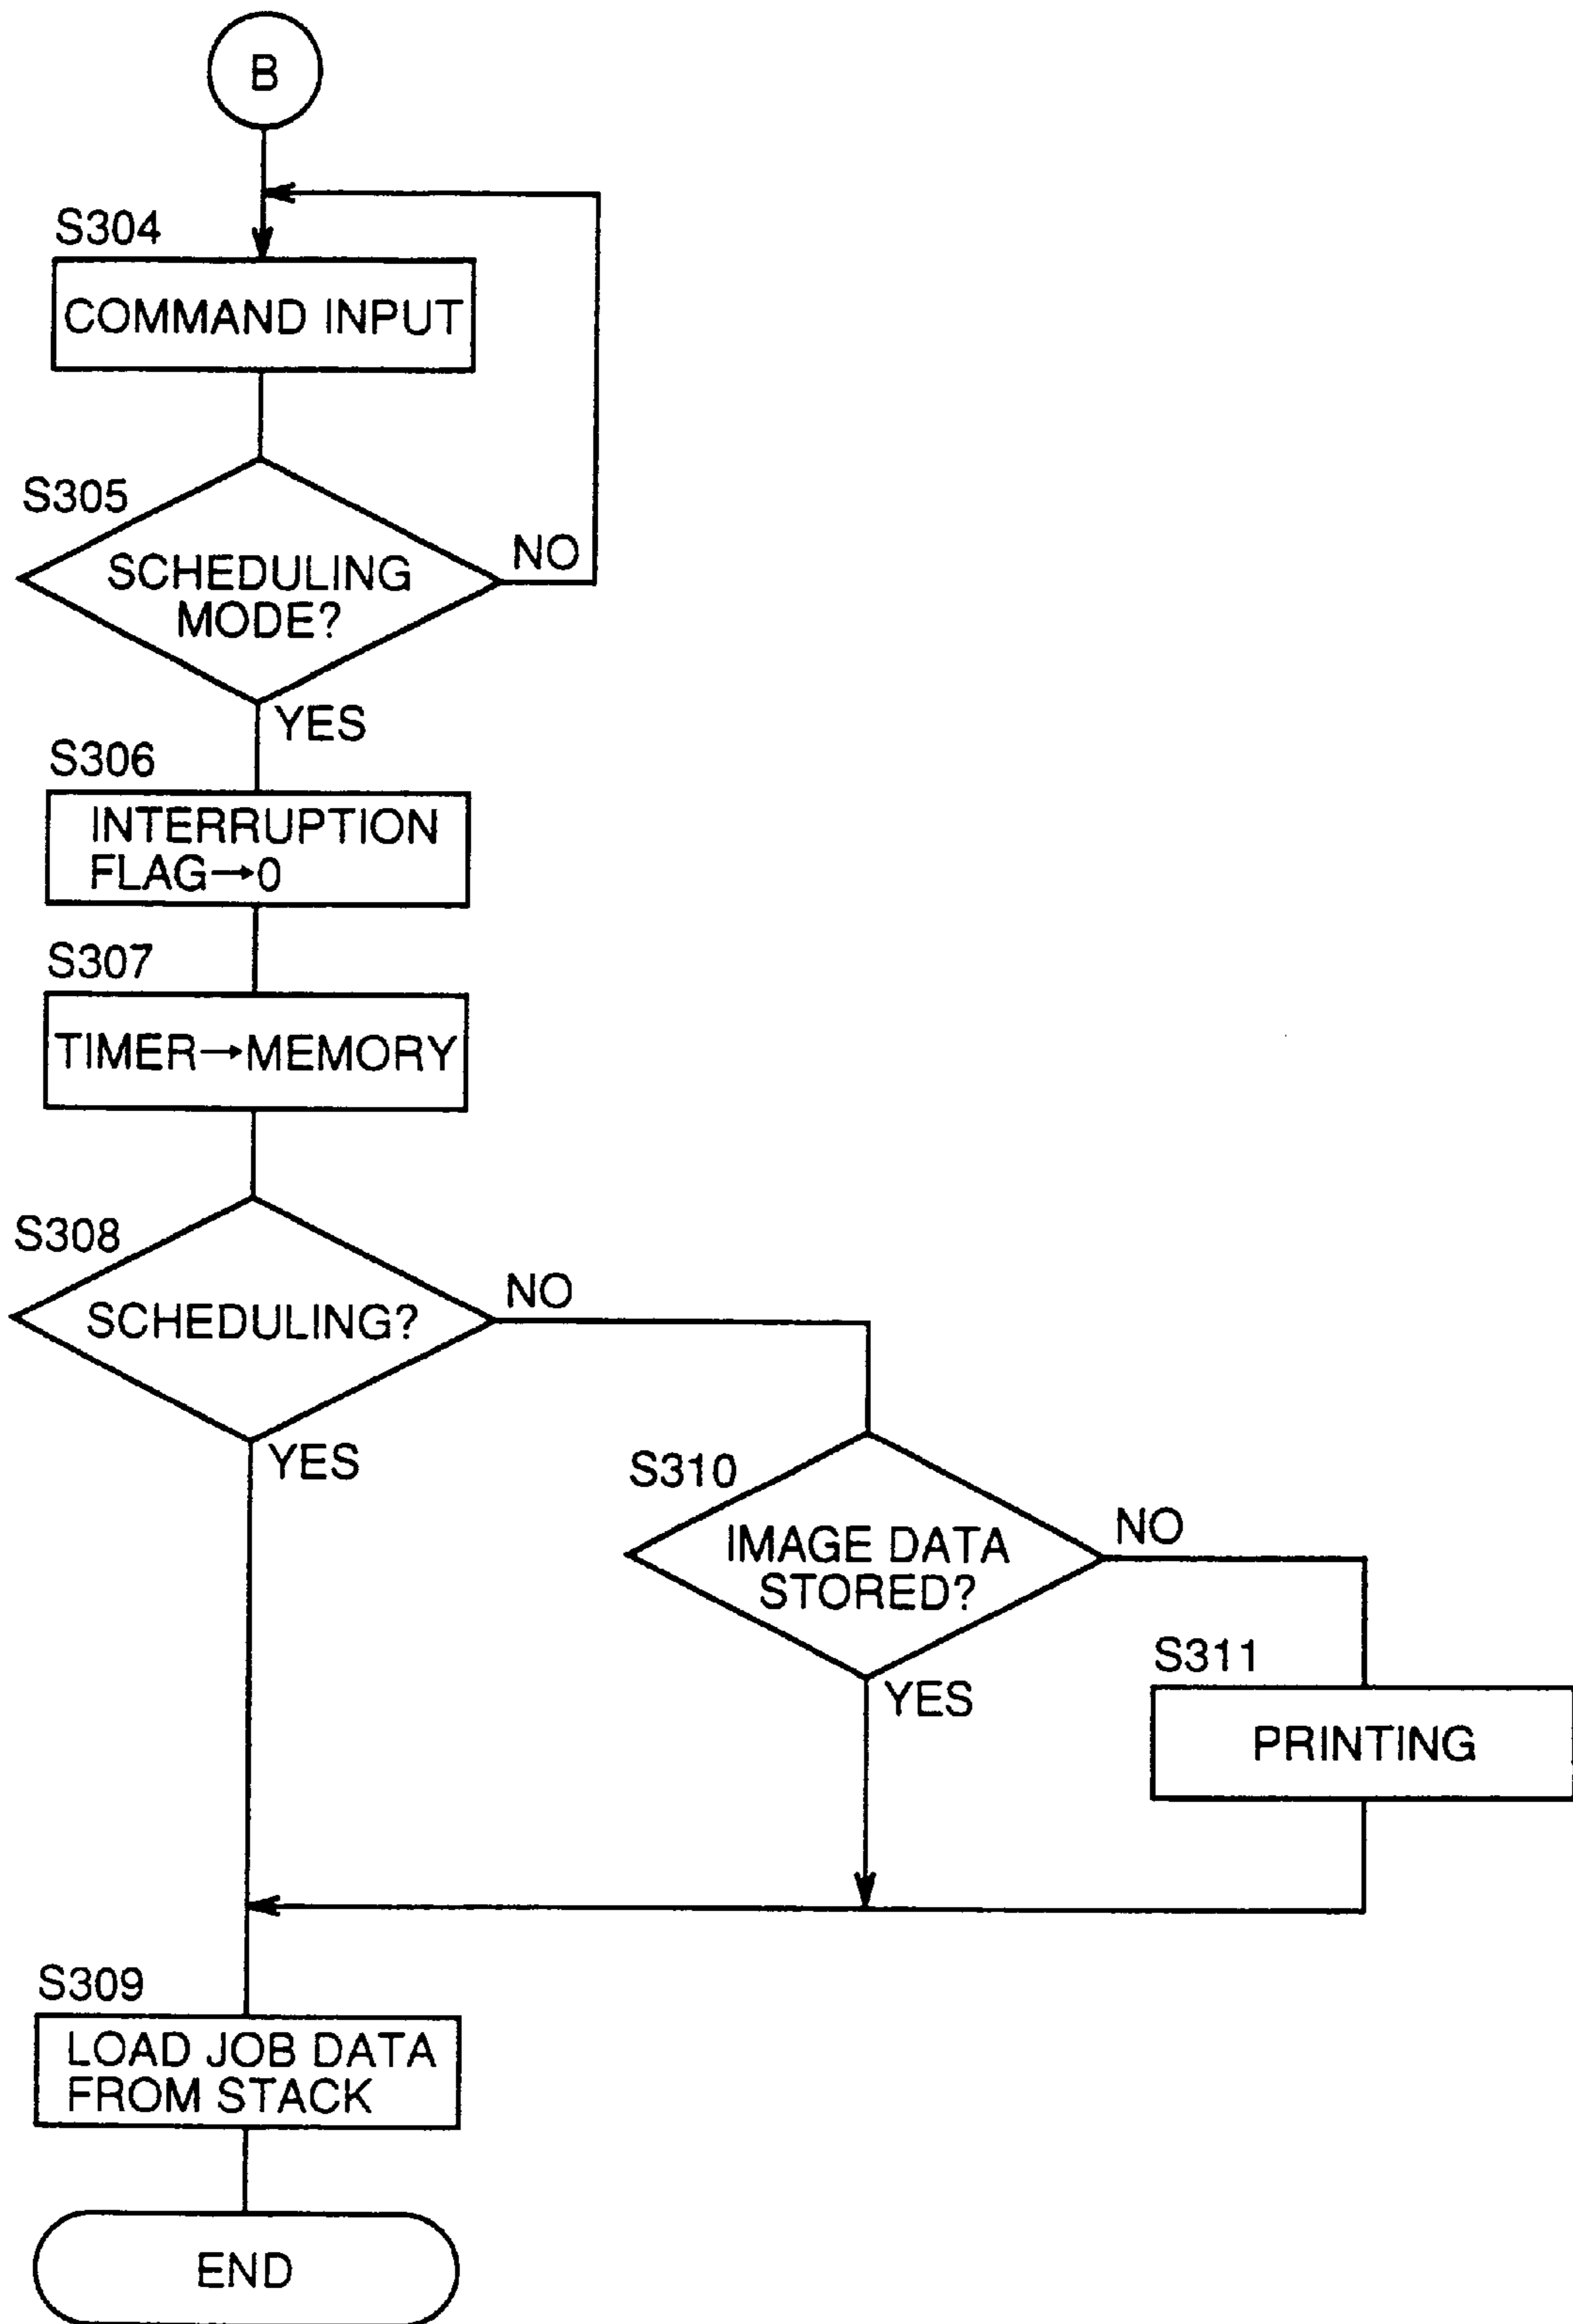 B
S304
COMMAND INPUT
S305
SCHEDULING
MODE?
NO
YES
S306
INTERRUPTION
FLAG→0
S307
TIMER→MEMORY
S308
SCHEDULING?
NO
YES
S310
IMAGE DATA
STORED?
NO
YES
S311
PRINTING
S309
LOAD JOB DATA
FROM STACK
END